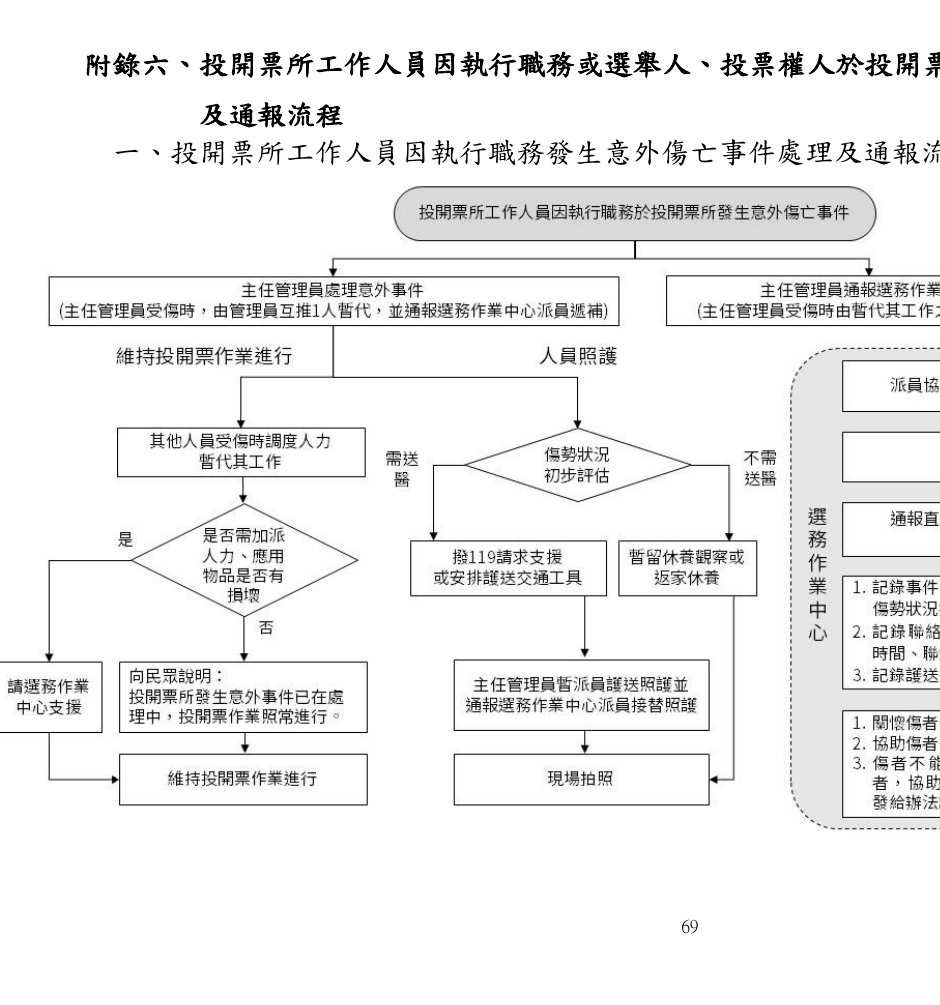 附錄六、投開票所工作人員因執行職務或選舉人、投票權人於投開票
及通報流程
一、投開票所工作人員因執行職務發生意外傷亡事件處理及通報流
投開票所工作人員因執行職務於投開票所發生意外傷亡事件
主任管理員處理意外事件
(主任管理員受傷時，由管理員互推1人暫代，並通報選務作業中心派員遞補)
主任管理員通報選務作業
(主任管理員受傷時由暫代其工作
維持投開票作業進行
人員照護
其他人員受傷時調度人力
暫代其工作
傷勢狀況
初步評估
需送
醫
不需
送醫
是否需加派
人力、應用
物品是否有
損壞
是
否
撥119請求支援
或安排護送交通工具
暫留休養觀察或
返家休養
請選務作業
中心支援
向民眾說明：
投開票所發生意外事件已在處
理中，投開票作業照常進行。
主任管理員暫派員護送照護並
通報選務作業中心派員接替照護
維持投開票作業進行
現場拍照
選務作業中心
派員協
通報直
1. 記錄事件
傷勢狀況
2. 記錄聯絡
時間、聯
3. 記錄護送
1. 關懷傷者
2. 協助傷者
3. 傷者不能
者，協助
發給辦法
69